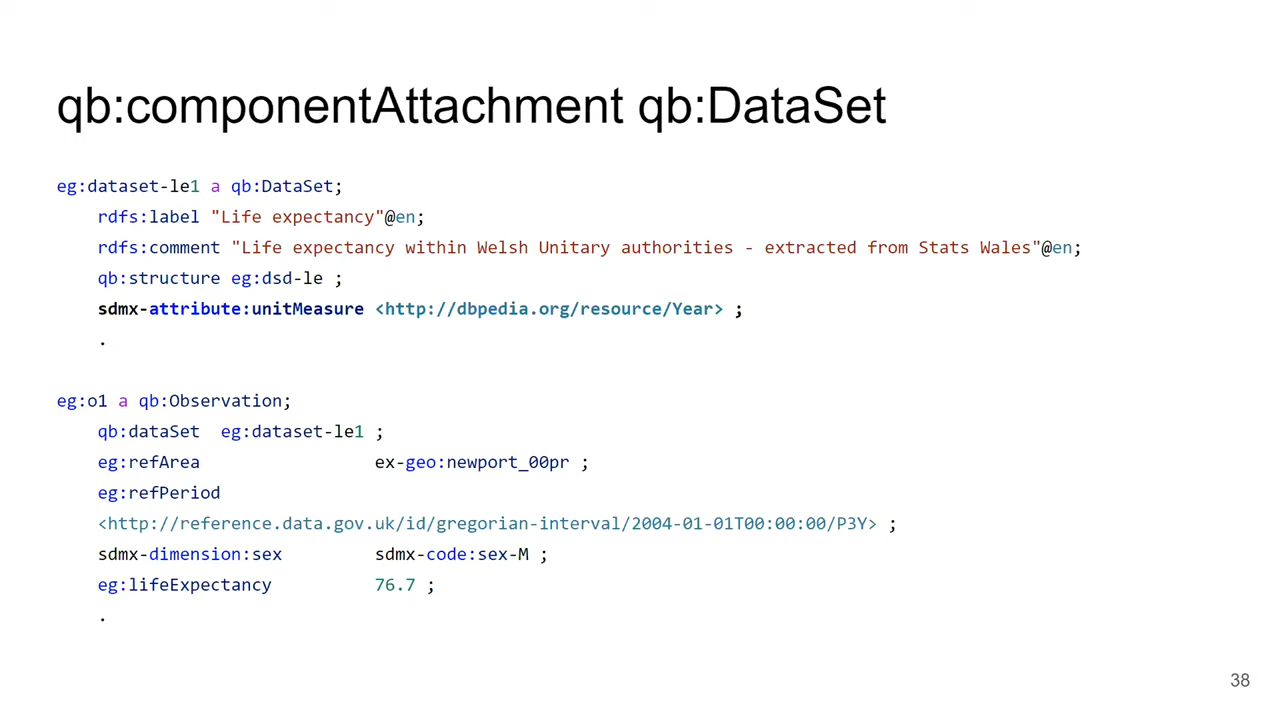 qb:componentAttachment qb:DataSet
eg:dataset-le1 a qb:DataSet;
rdfs:label "Life expectancy"@en;
rdfs:comment "Life expectancy within Welsh Unitary authorities - extracted from Stats Wales"@en;
qb:structure eg:dsd-le ;
sdmx-attribute:unitMeasure <http://dbpedia.org/resource/Year> ;
.
eg:o1 a qb:Observation;
qb:dataSet eg:dataset-le1 ;
eg:refArea ex-geo:newport_00pr ;
eg:refPeriod
<http://reference.data.gov.uk/id/gregorian-interval/2004-01-01T00:00:00/P3Y> ;
sdmx-dimension:sex sdmx-code:sex-M ;
eg:lifeExpectancy 76.7 ;
.
38